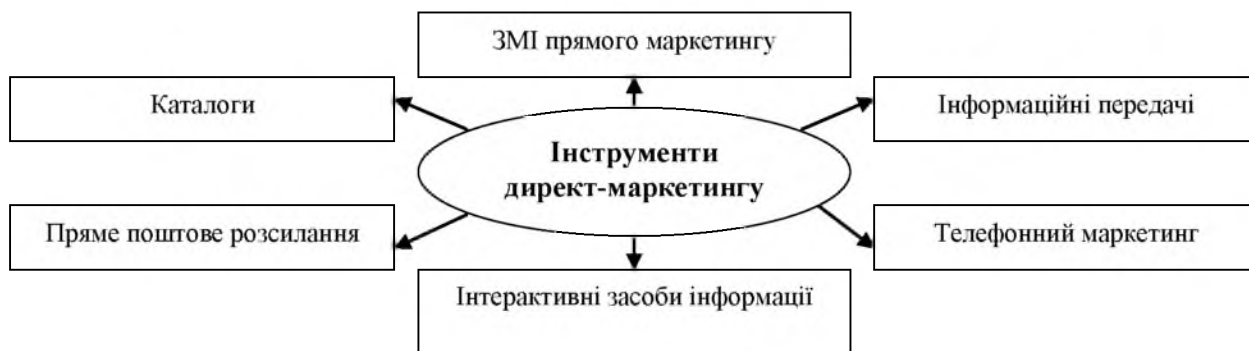 ЗМІ прямого маркетингу
Каталоги
Інформаційні передачі
Інструменти
директ-маркетингу
Пряме поштове розсилання
Телефонний маркетинг
Інтерактивні засоби інформації